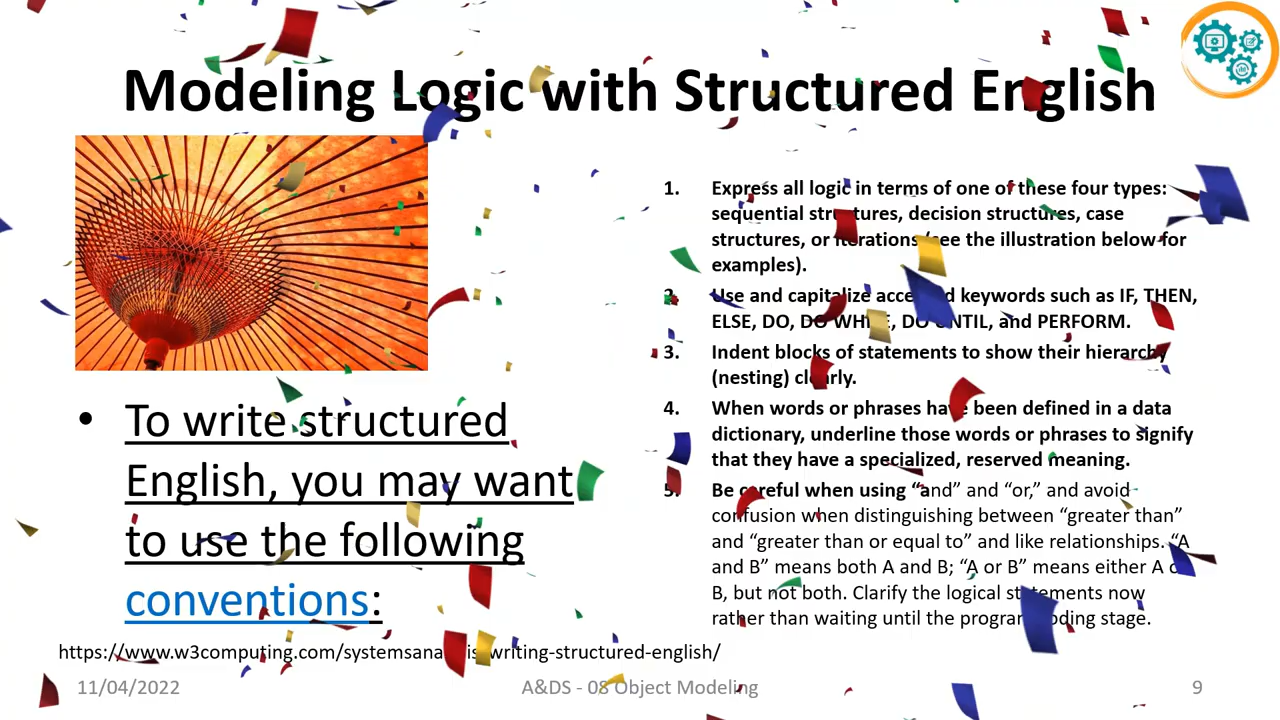 Modeling Logic with Structured English
• To write structured
English, you may want
to use the following
conventions:
1. Express all logic in terms of one of these four types:
sequential structures, decision structures, case
structures, or iterations (see the illustration below for
examples).
2. Use and capitalize accepted keywords such as IF, THEN,
ELSE, DO, DO WHILE, DO UNTIL, and PERFORM.
3. Indent blocks of statements to show their hierarchy
(nesting) clearly.
4. When words or phrases have been defined in a data
dictionary, underline those words or phrases to signify
that they have a specialized, reserved meaning.
5. Be careful when using “and” and “or,” and avoid
confusion when distinguishing between “greater than”
and “greater than or equal to” and like relationships. “A
and B” means both A and B; “A or B” means either A or
B, but not both. Clarify the logical statements now
rather than waiting until the program coding stage.
https://www.w3computing.com/systemsanalysis/writing-structured-english/
11/04/2022
A&DS - 08 Object Modeling
9